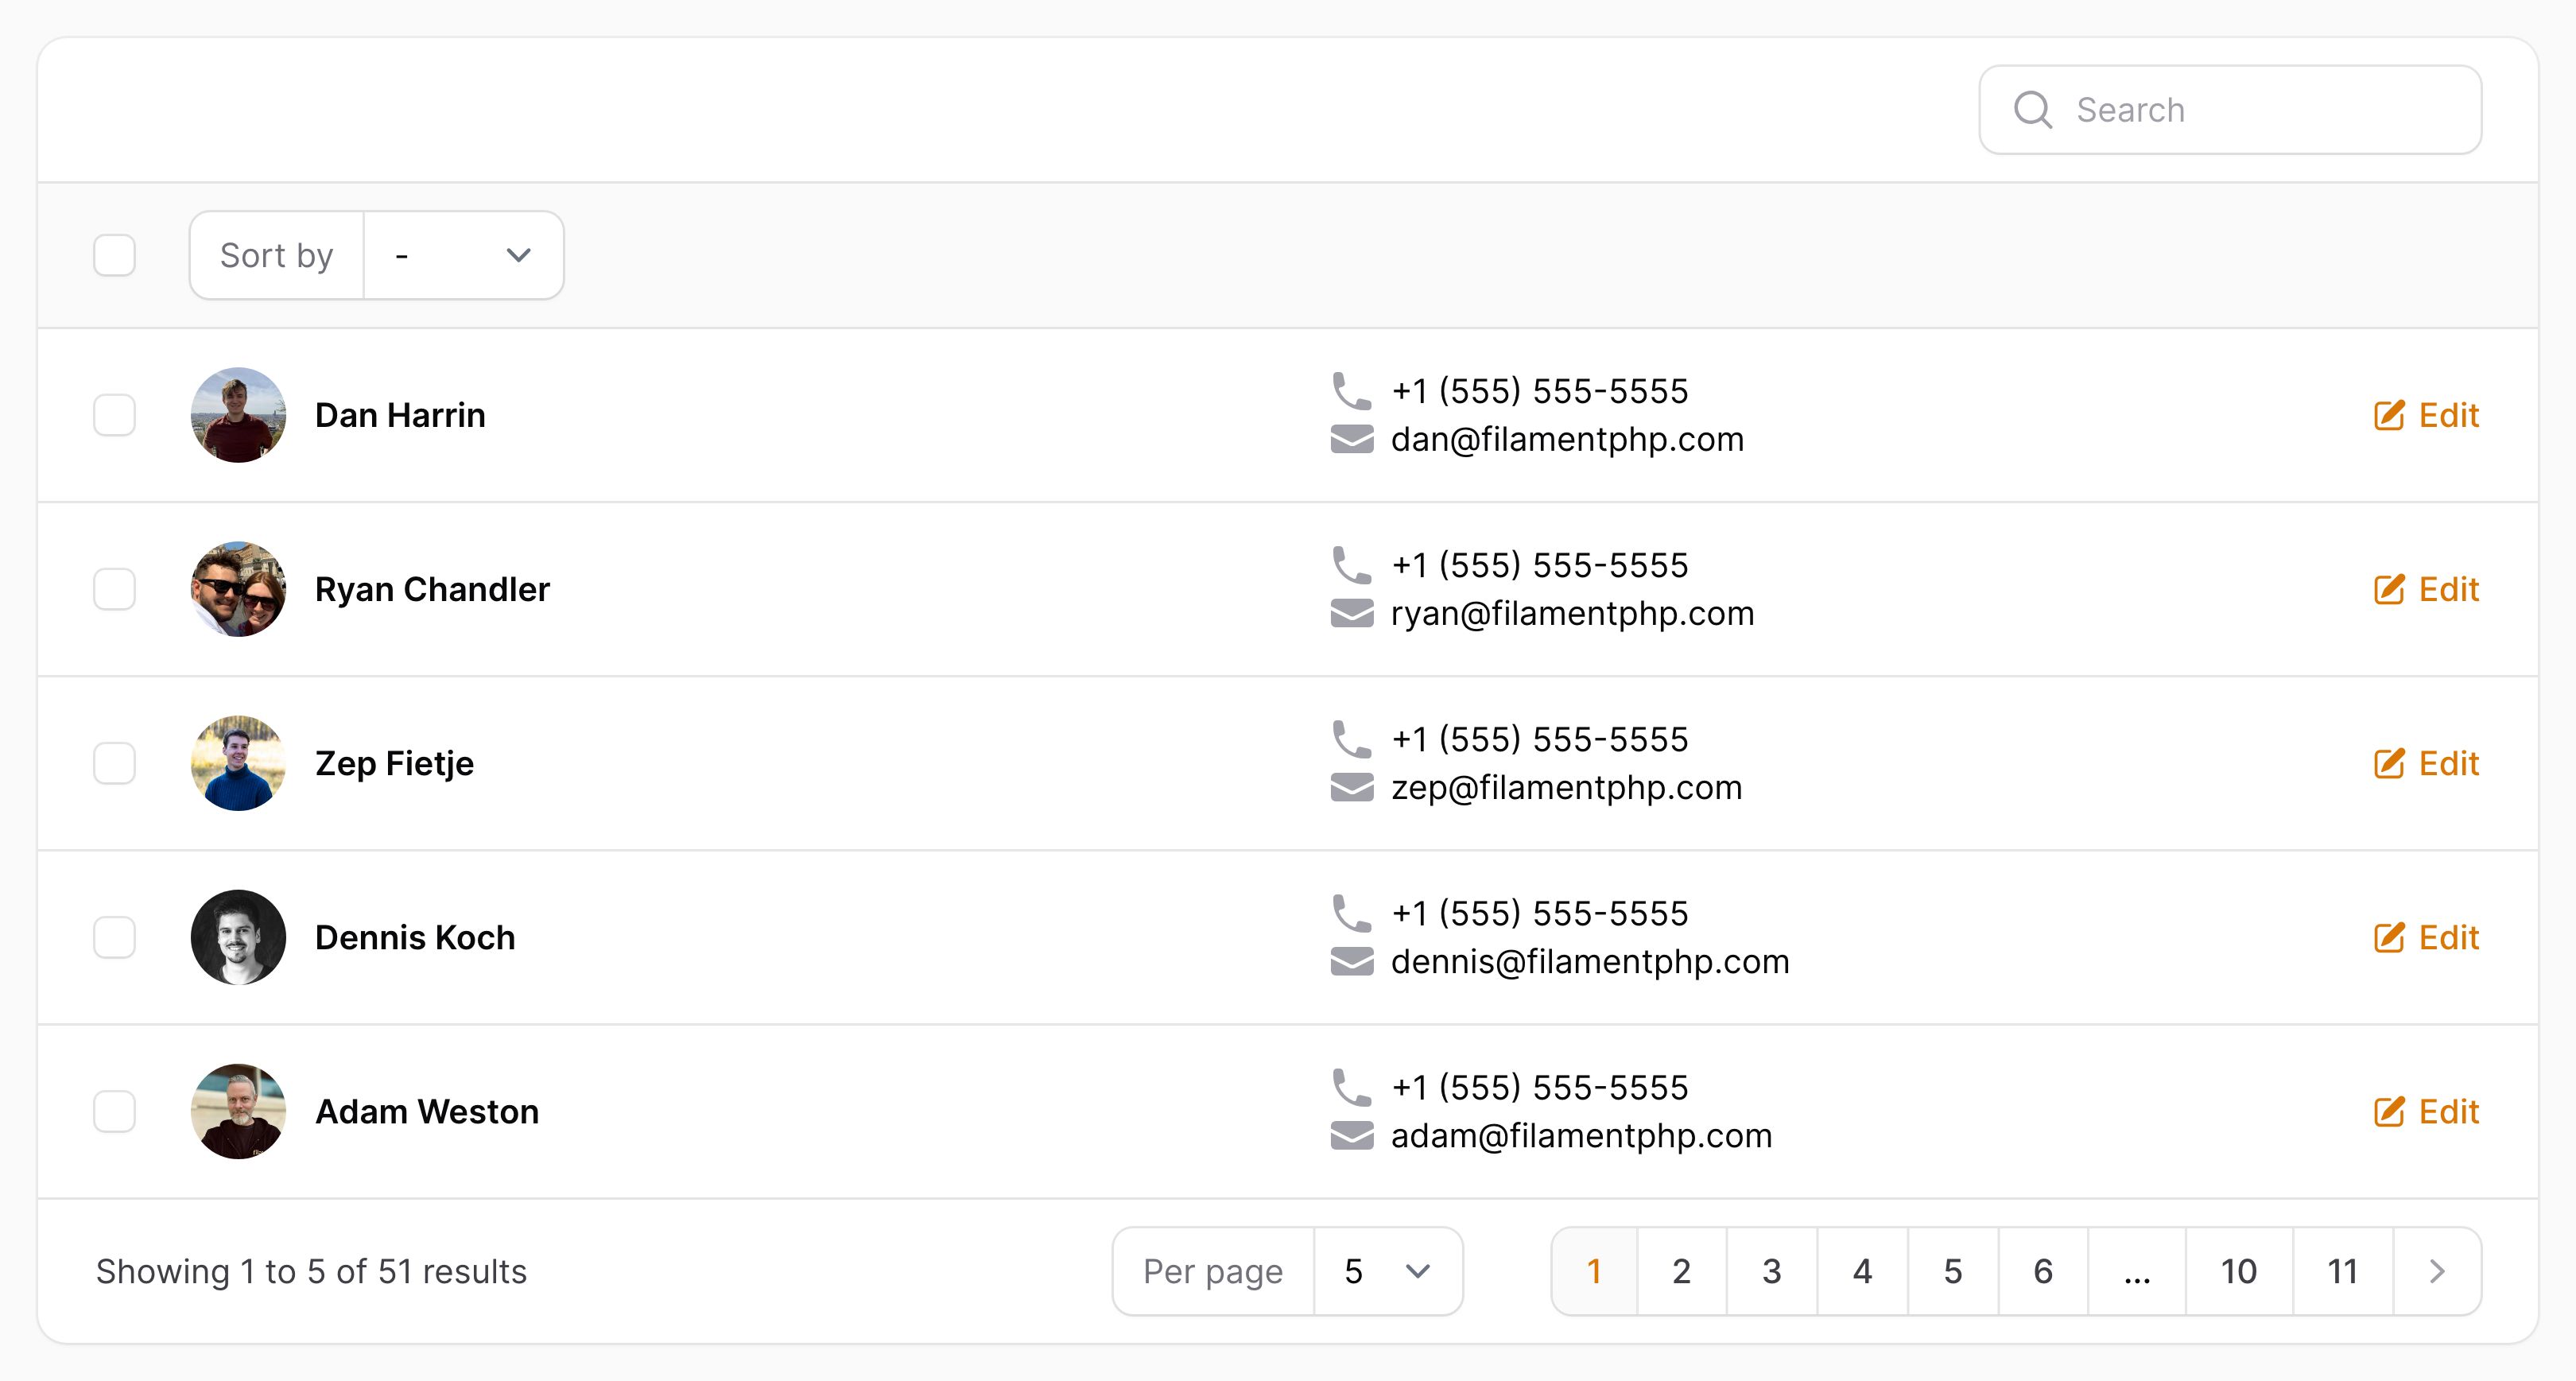 Search
Sort by -
Dan Harrin
+1 (555) 555-5555
dan@filamentphp.com
Edit
Ryan Chandler
+1 (555) 555-5555
ryan@filamentphp.com
Edit
Zep Fietje
+1 (555) 555-5555
zep@filamentphp.com
Edit
Dennis Koch
+1 (555) 555-5555
dennis@filamentphp.com
Edit
Adam Weston
+1 (555) 555-5555
adam@filamentphp.com
Edit
Showing 1 to 5 of 51 results
Per page 5
1 2 3 4 5 6 ... 10 11